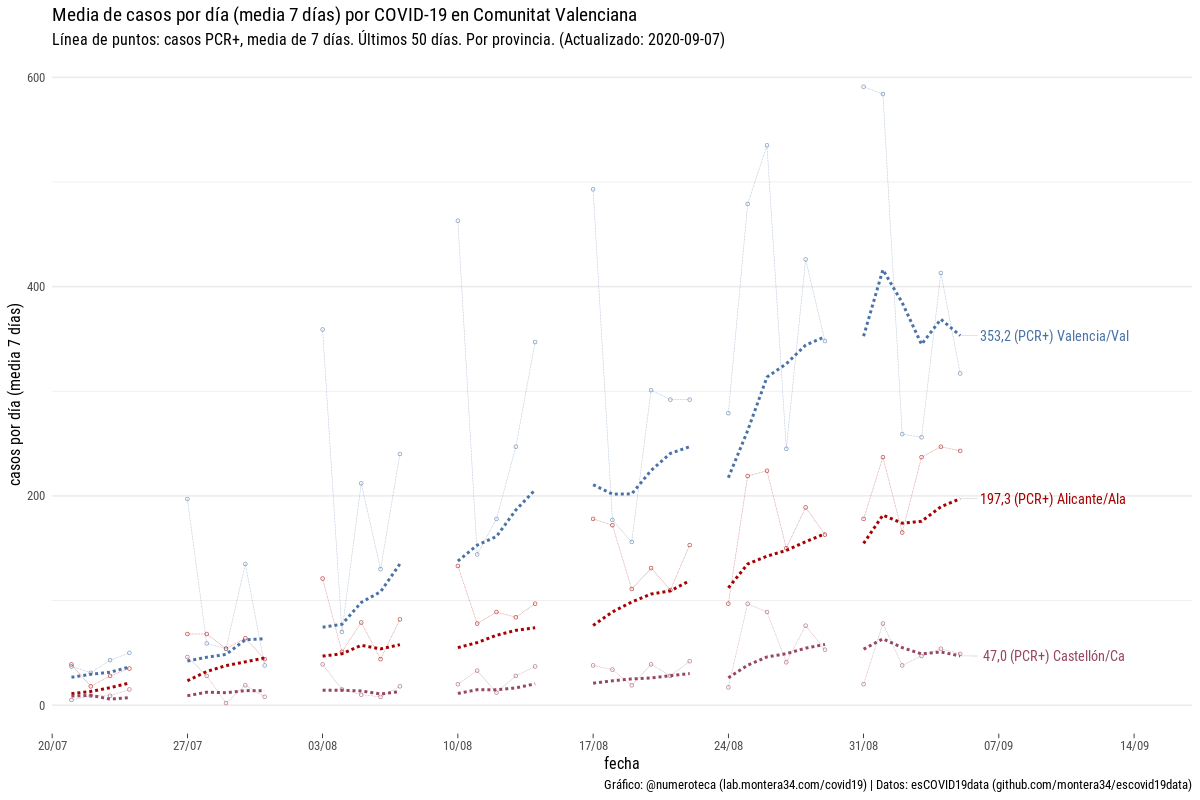 Media de casos por día (media 7 días) por COVID-19 en Comunitat Valenciana
Línea de puntos: casos PCR+, media de 7 días. Últimos 50 días. Por provincia. (Actualizado: 2020-09-07)
casos por día (media 7 días)
600
400
200
0
353,2 (PCR+) Valencia/Val
197,3 (PCR+) Alicante/Ala
47,0 (PCR+) Castellón/Ca
20/07
27/07
03/08
10/08
17/08
24/08
31/08
07/09
14/09
fecha
Gráfico: @numeroteca (lab.montera34.com/covid19) | Datos: esCOVID19data (github.com/montera34/escovid19data)